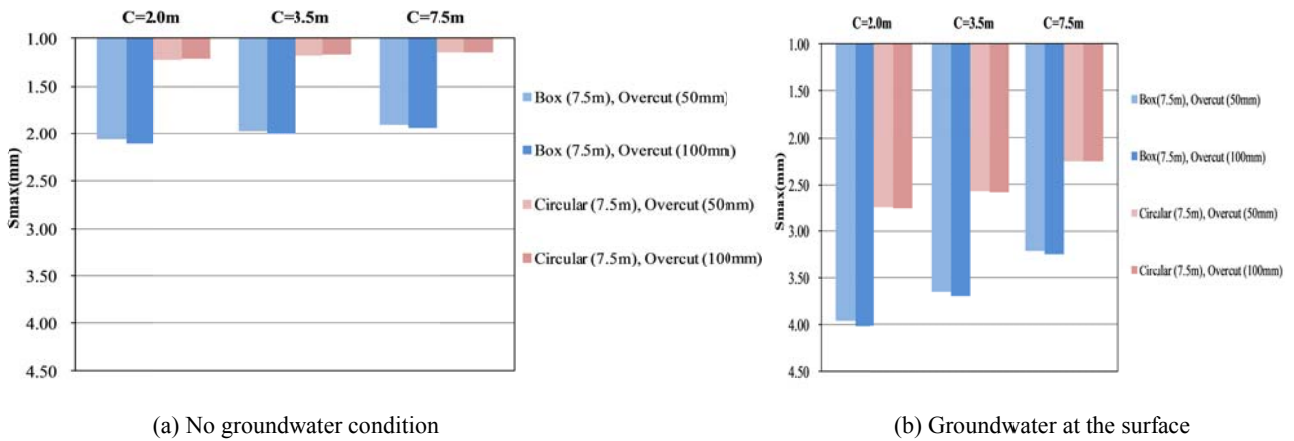 C=2.0m C=3.5m C=7.5m
1.00
1.50
2.00
2.50
3.00
3.50
4.00
4.50
Smax(mm)
Box (7.5m), Overcut (50mm)
Box (7.5m), Overcut (100mm)
Circular (7.5m), Overcut (50mm)
Circular (7.5m), Overcut (100mm)
(a) No groundwater condition
C=2.0m C=3.5m C=7.5m
1.00
1.50
2.00
2.50
3.00
3.50
4.00
4.50
Smax(mm)
Box(7.5m), Overcut (50mm)
Box(7.5m), Overcut (100mm)
Circular (7.5m), Overcut (50mm)
Circular (7.5m), Overcut (100mm)
(b) Groundwater at the surface